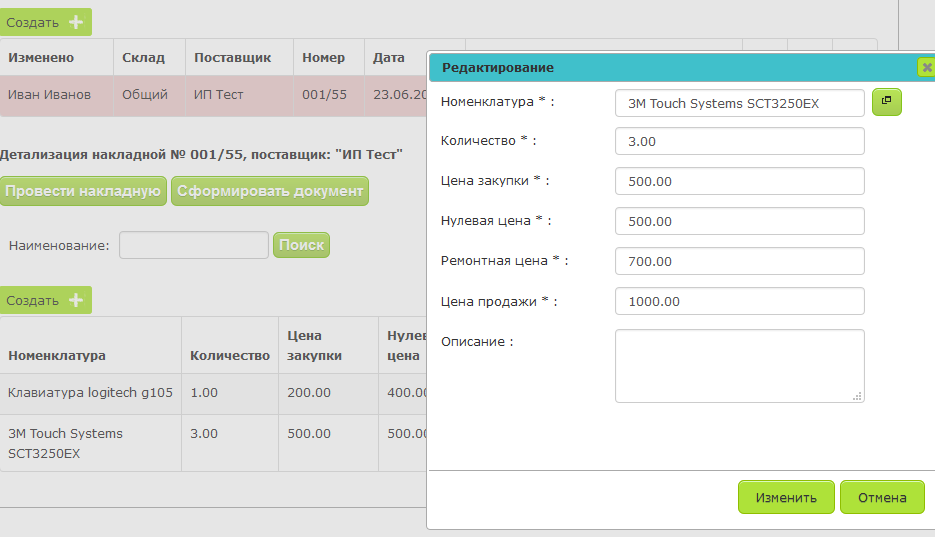 Создать
Изменено Склад Поставщик Номер Дата
Иван Иванов Общий ИП Тест 001/55 23.06.20
Детализация накладной № 001/55, поставщик: "ИП Тест"
Провести накладную Сформировать документ
Наименование: Поиск
Создать
Номенклатура Количество Цена закупки Нулев цена
Клавиатура logitech g105 1.00 200.00 400.0
3M Touch Systems SCT3250EX 3.00 500.00 500.0
Редактирование
Номенклатура * : 3M Touch Systems SCT3250EX
Количество * : 3.00
Цена закупки * : 500.00
Нулевая цена * : 500.00
Ремонтная цена * : 700.00
Цена продажи * : 1000.00
Описание :
Изменить Отмена